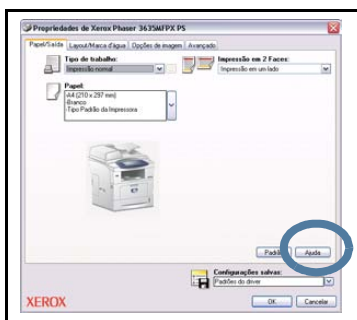 Propriedades de Xerox Phaser 3635MFPX PS
Papel/Saída Layout/Marca d'água Opções de imagem Avançado
Tipo de trabalho: Impressão em 2 Faces:
Impressão normal Impressão em um lado
Papel:
-A4 (210 x 297 mm)
-Branco
-Tipo Padrão da Impressora
Padrão Ajuda
Configurações salvas:
Padrões do driver
XEROX OK Cancelar